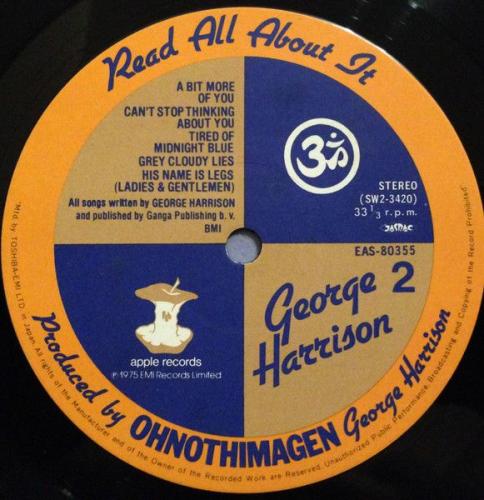 Read All About It
A BIT MORE
OF YOU
CAN'T STOP THINKING
ABOUT YOU
TIRED OF
MIDNIGHT BLUE
GREY CLOUDY LIES
HIS NAME IS LEGS
(LADIES & GENTLEMEN)
All songs written by GEORGE HARRISON
and published by Ganga Publishing b.v.
BMI
ॐ
STEREO
(SW2-3420)
33 1/3 r.p.m.
JASRAC
EAS-80355
George 2
Harrison
apple records
℗ 1975 EMI Records Limited
Produced by OHNOTHIMAGEN George Harrison
Mfd. by TOSHIBA-EMI LTD. in Japan. All rights of the Manufacturer and of the Owner of the Recorded Work are Reserved. Unauthorized Public Performance, Broadcasting and Copying of the Record Prohibited